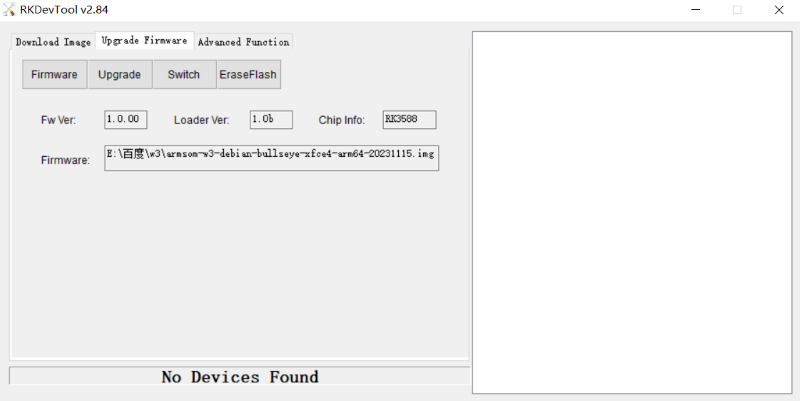 RKDevTool v2.84
Download Image Upgrade Firmware Advanced Function
Firmware Upgrade Switch EraseFlash
Fw Ver: 1.0.00 Loader Ver: 1.0b Chip Info: RK3588
Firmware: E:\百度\w3\armsom-w3-debian-bullseye-xfce4-arm64-20231115.img
No Devices Found